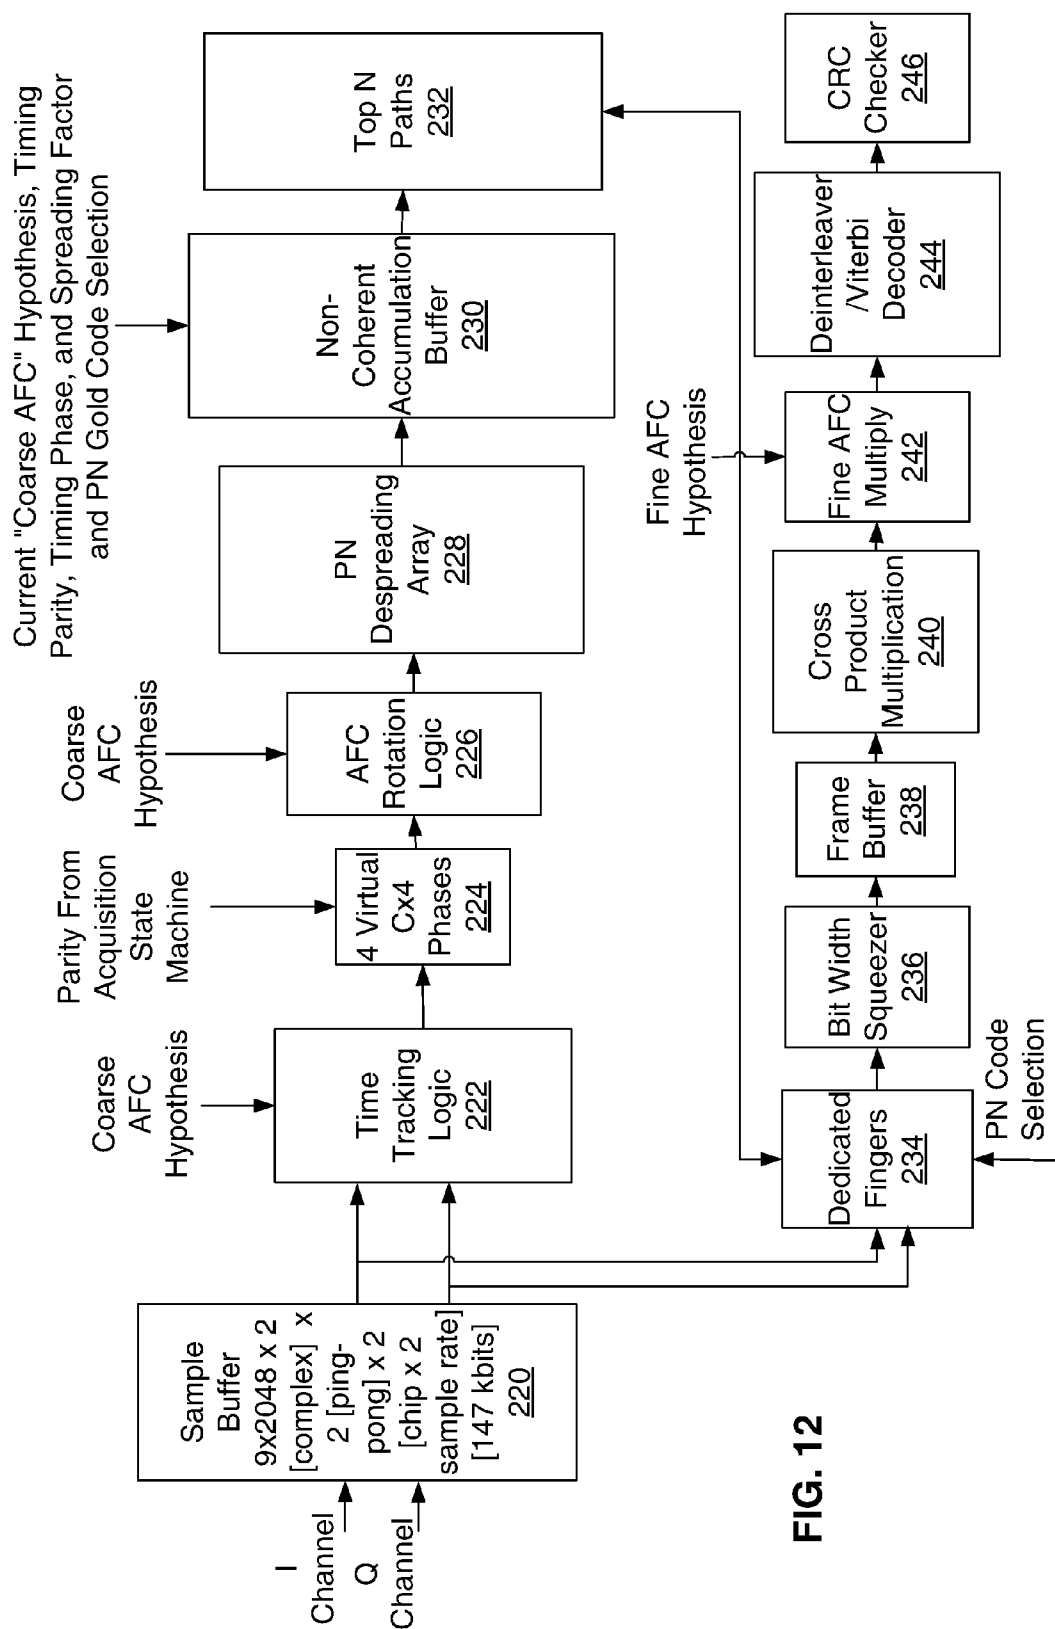 I
Channel
Q
Channel
Sample
Buffer
9x2048 x 2
[complex] x
2 [ping-
pong] x 2
[chip x 2
sample rate]
[147 kbits]
220
Coarse
AFC
Hypothesis
Time
Tracking
Logic
222
Parity From
Acquisition
State
Machine
4 Virtual
Cx4
Phases
224
Coarse
AFC
Hypothesis
AFC
Rotation
Logic
226
PN
Despreading
Array
228
Current "Coarse AFC" Hypothesis, Timing
Parity, Timing Phase, and Spreading Factor
and PN Gold Code Selection
Non-
Coherent
Accumulation
Buffer
230
Top N
Paths
232
Dedicated
Fingers
234
PN Code
Selection
Bit Width
Squeezer
236
Frame
Buffer
238
Cross
Product
Multiplication
240
Fine AFC
Hypothesis
Fine AFC
Multiply
242
Deinterleaver
/Viterbi
Decoder
244
CRC
Checker
246
FIG. 12